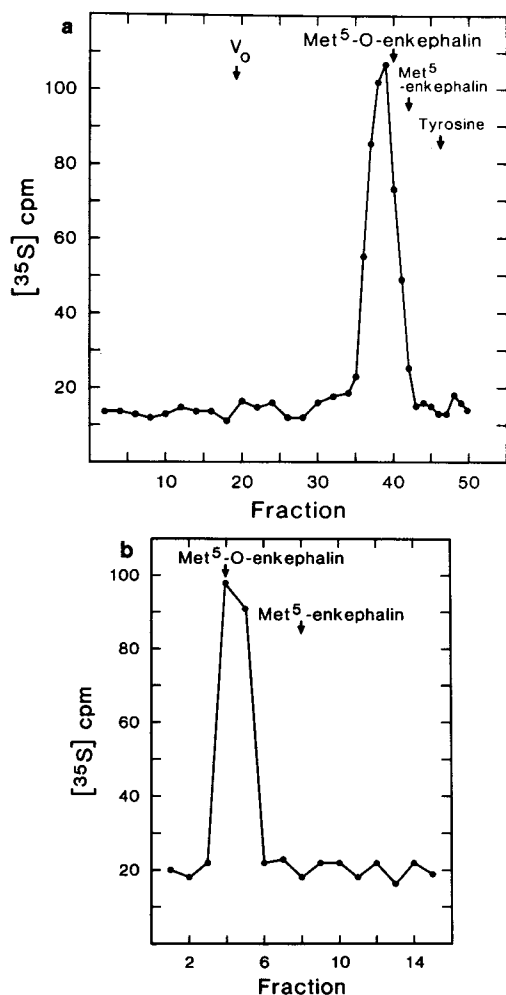 a
V₀
Met⁵-O-enkephalin
Met⁵
-enkephalin
Tyrosine
100
80
60
40
20
[³⁵S] cpm
10
20
30
40
50
Fraction
b
Met⁵-O-enkephalin
Met⁵-enkephalin
100
80
60
40
20
[³⁵S] cpm
2
6
10
14
Fraction